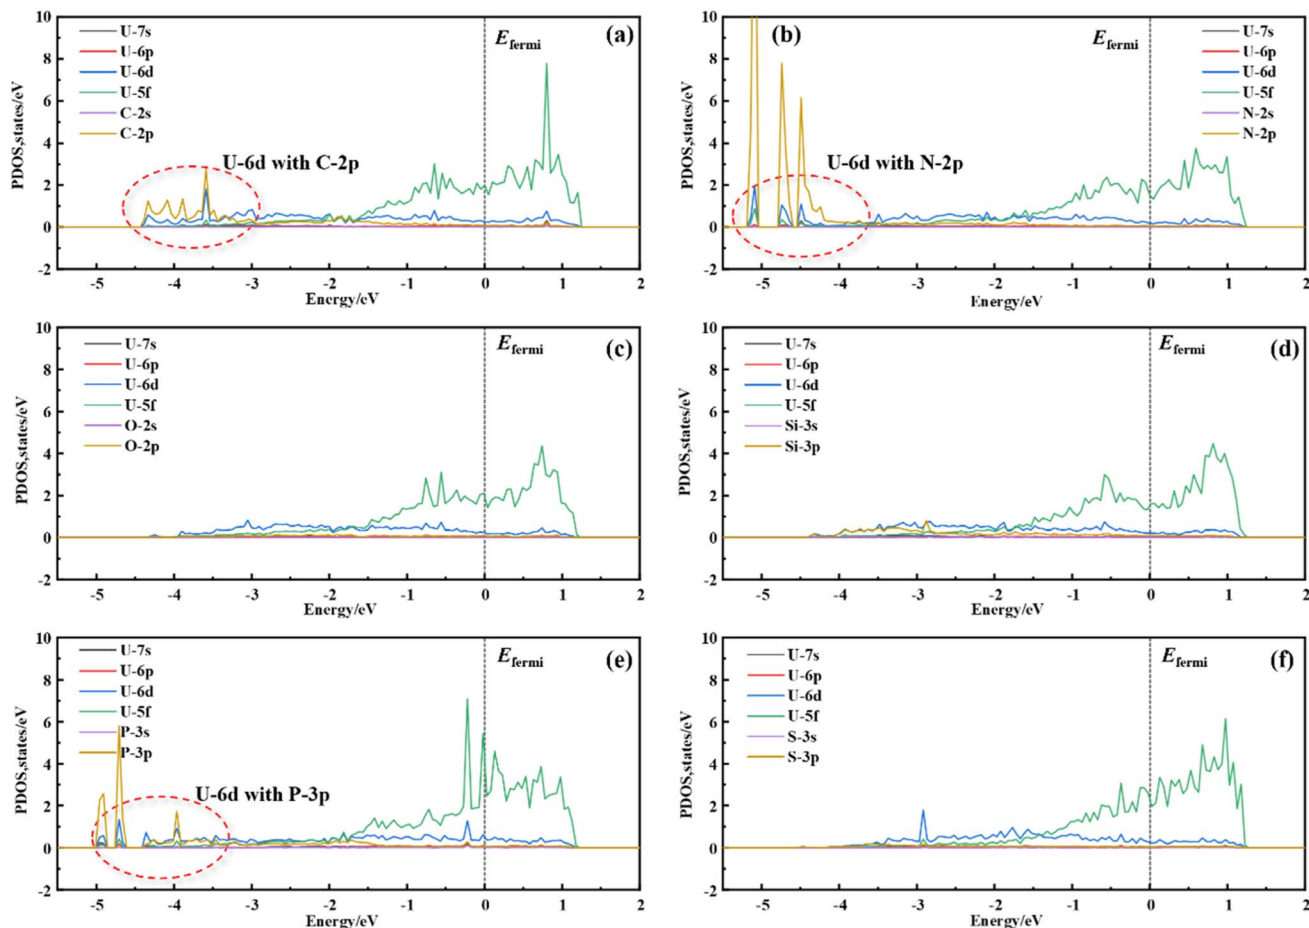 PDOS,states/eV
10
8
6
4
2
0
-2
U-7s
U-6p
U-6d
U-5f
C-2s
C-2p
E fermi
(a)
U-6d with C-2p
-5 -4 -3 -2 -1 0 1 2
Energy/eV
PDOS,states/eV
10
8
6
4
2
0
-2
(b)
E fermi
U-7s
U-6p
U-6d
U-5f
N-2s
N-2p
U-6d with N-2p
-5 -4 -3 -2 -1 0 1 2
Energy/eV
PDOS,states/eV
10
8
6
4
2
0
-2
U-7s
U-6p
U-6d
U-5f
O-2s
O-2p
E fermi
(c)
-5 -4 -3 -2 -1 0 1 2
Energy/eV
PDOS,states/eV
10
8
6
4
2
0
-2
U-7s
U-6p
U-6d
U-5f
Si-3s
Si-3p
E fermi
(d)
-5 -4 -3 -2 -1 0 1 2
Energy/eV
PDOS,states/eV
10
8
6
4
2
0
-2
U-7s
U-6p
U-6d
U-5f
P-3s
P-3p
E fermi
(e)
U-6d with P-3p
-5 -4 -3 -2 -1 0 1 2
Energy/eV
PDOS,states/eV
10
8
6
4
2
0
-2
U-7s
U-6p
U-6d
U-5f
S-3s
S-3p
E fermi
(f)
-5 -4 -3 -2 -1 0 1 2
Energy/eV